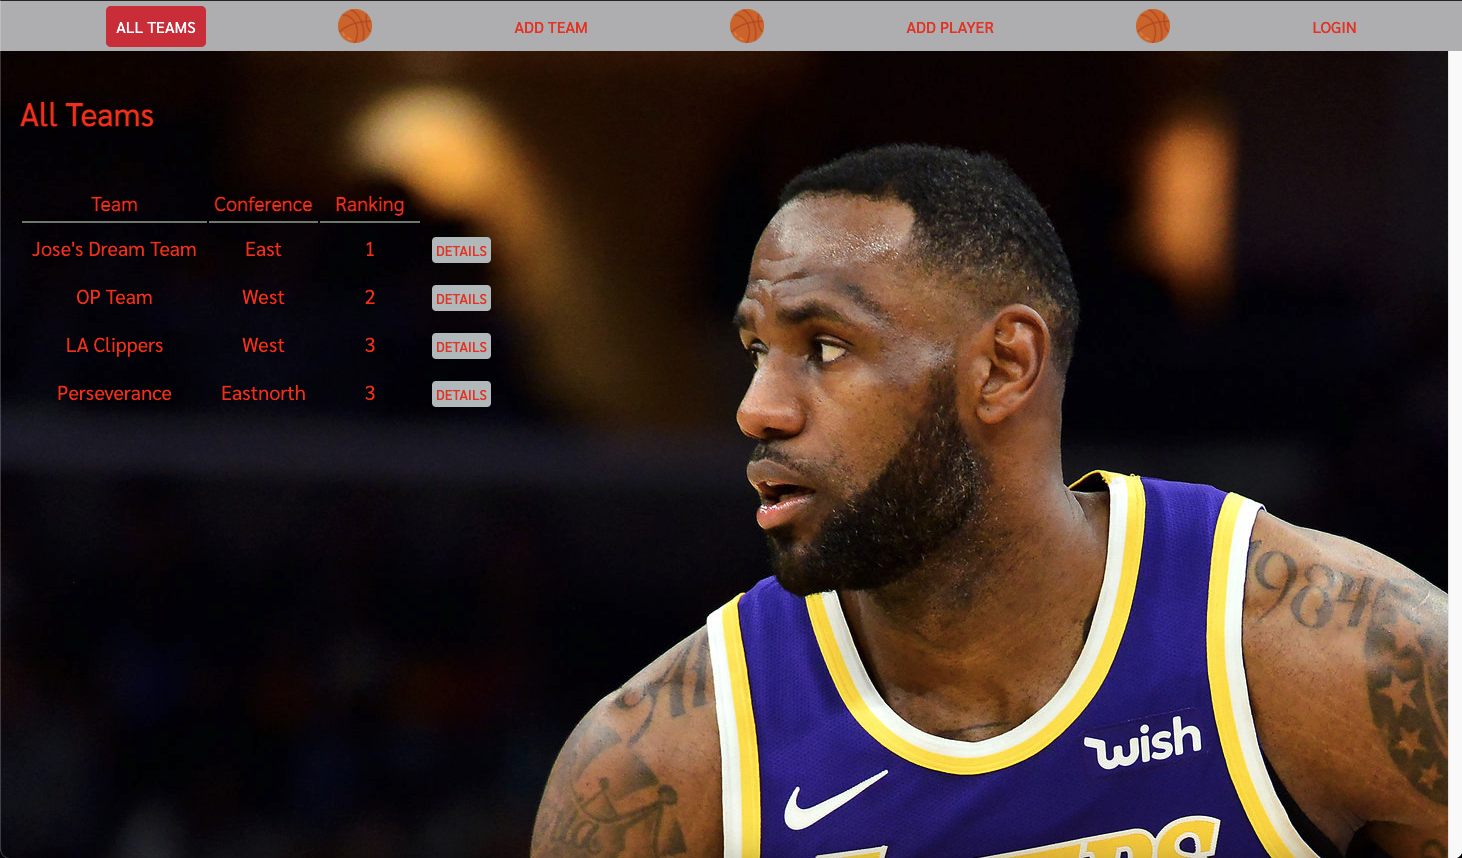 ALL TEAMS ADD TEAM ADD PLAYER LOGIN
All Teams
Team Conference Ranking
Jose's Dream Team East 1 DETAILS
OP Team West 2 DETAILS
LA Clippers West 3 DETAILS
Perseverance Eastnorth 3 DETAILS
1984
wish